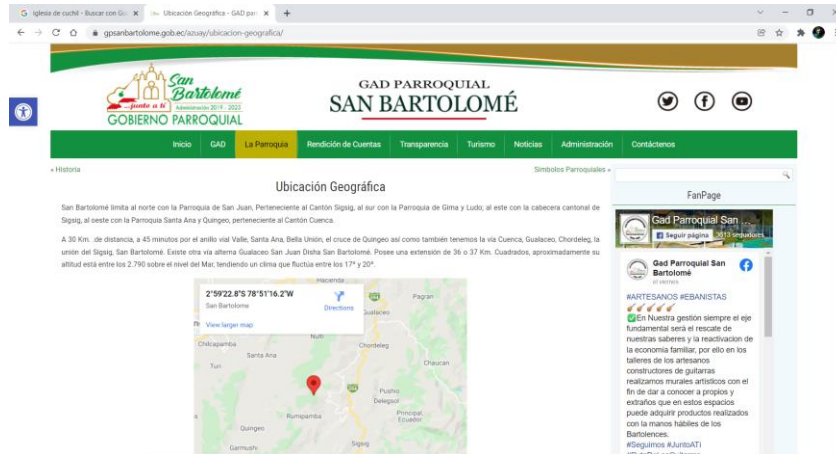 Iglesia de cuchil - Buscar con Go
Ubicación Geográfica - GAD parr
gpsanbartolome.gob.ec/azuay/ubicacion-geografica/
San
Bartolomé
...junto a ti Administración 2019 - 2023
GOBIERNO PARROQUIAL
GAD PARROQUIAL
SAN BARTOLOMÉ
Inicio GAD La Parroquia Rendición de Cuentas Transparencia Turismo Noticias Administración Contáctenos
« Historia
Simbolos Parroquiales »
Ubicación Geográfica
San Bartolomé limita al norte con la Parroquia de San Juan, Perteneciente al Cantón Sigsig, al sur con la Parroquia de Gima y Ludo; al este con la cabecera cantonal de
Sigsig, al oeste con la Parroquia Santa Ana y Quingeo, perteneciente al Cantón Cuenca.
A 30 Km. .de distancia, a 45 minutos por el anillo vial Valle, Santa Ana, Bella Unión, el cruce de Quingeo así como también tenemos la vía Cuenca, Gualaceo, Chordeleg, la
unión del Sigsig, San Bartolomé. Existe otra vía alterna Gualaceo San Juan Disha San Bartolomé. Posee una extensión de 36 o 37 Km. Cuadrados, aproximadamente su
altitud está entre los 2.790 sobre el nivel del Mar, tendiendo un clima que fluctúa entre los 17ª y 20ª.
2°59'22.8"S 78°51'16.2"W
San Bartolome
Directions
View larger map
Hacienda
Pagran
Gualaceo
Nuti
Chilcapamba
Chordeleg
Santa Ana
Chaucan
Turi
Pushio
Delegsol
Rumipamba
Principal,
Ecuador
Quingeo
Sigsig
Garmushi
FanPage
Gad Parroquial San ...
Seguir página 3913 seguidores
Gad Parroquial San
Bartolomé
el viernes
#ARTESANOS #EBANISTAS
En Nuestra gestión siempre el eje
fundamental será el rescate de
nuestras saberes y la reactivacion de
la economia familiar, por ello en los
talleres de los artesanos
constructores de guitarras
realizamos murales artisticos con el
fin de dar a conocer a propios y
extraños que en estos espacios
puede adquirir productos realizados
con la manos hábiles de los
Bartolences.
#Seguimos #JuntoATi